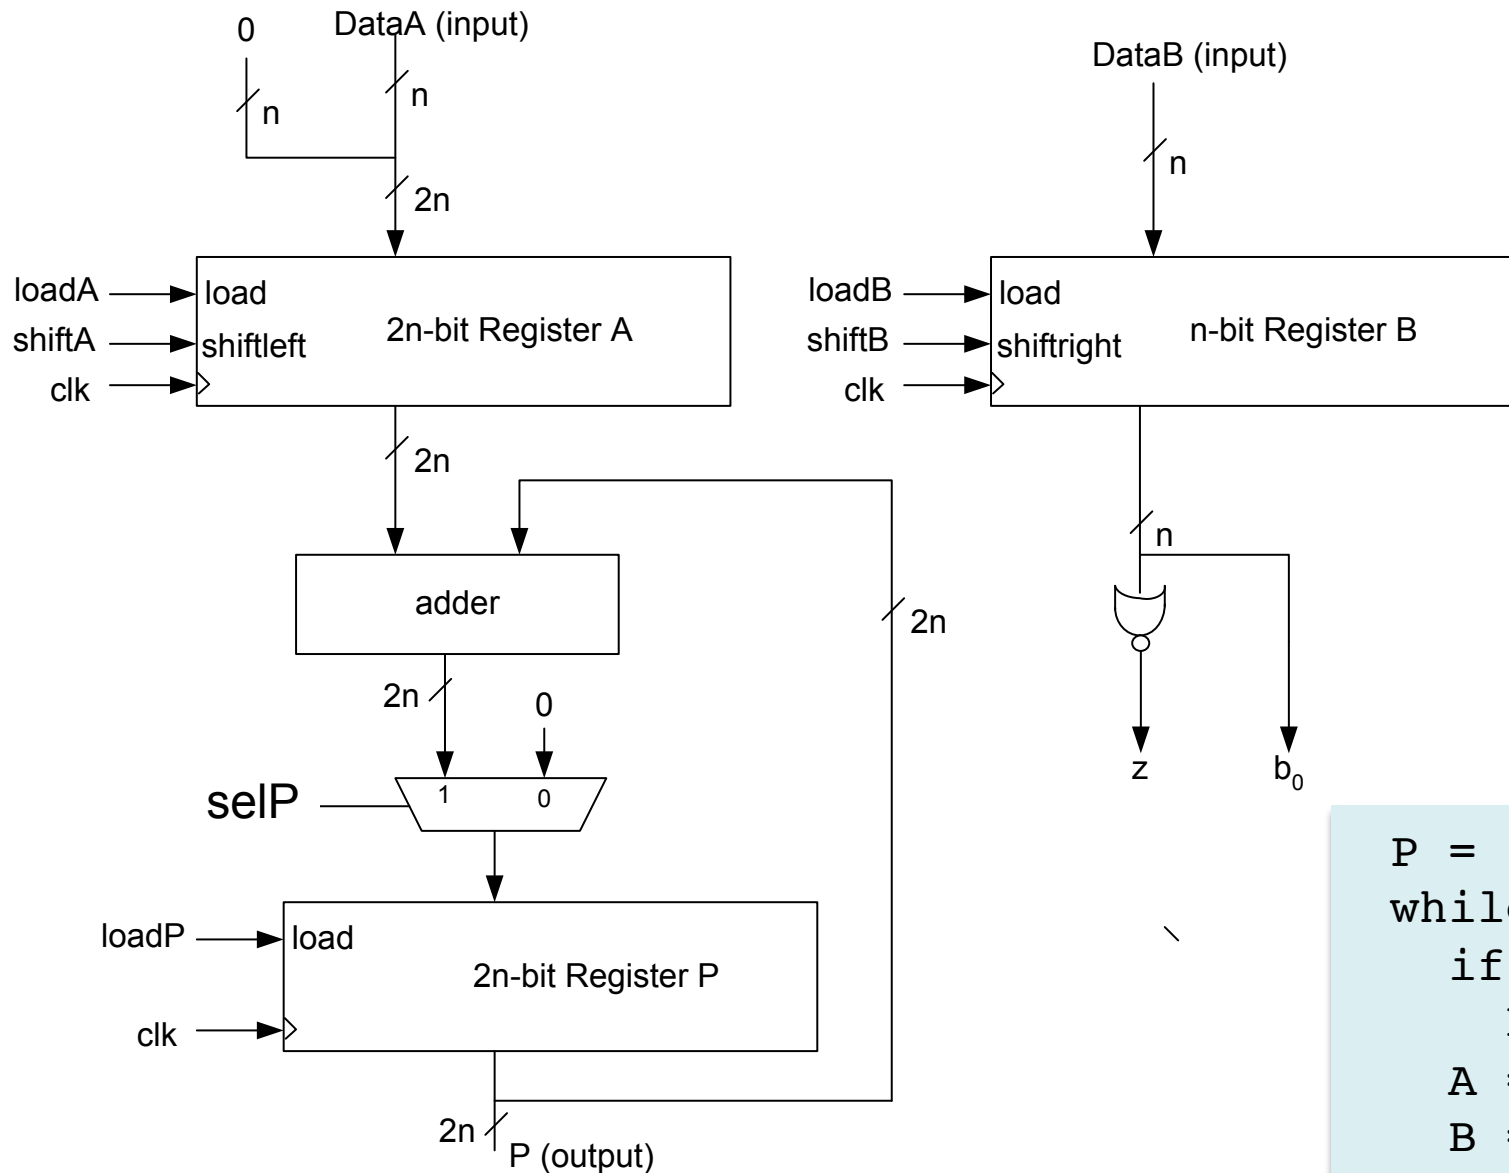 0
DataA (input)
n
n
2n
loadA
load
shiftA
shiftleft
clk
2n-bit Register A
2n
adder
2n
2n
0
selP
1
0
loadP
load
clk
2n-bit Register P
2n
P (output)
DataB (input)
n
loadB
load
shiftB
shiftright
clk
n-bit Register B
n
z
b₀
P =
while
if
A =
B =